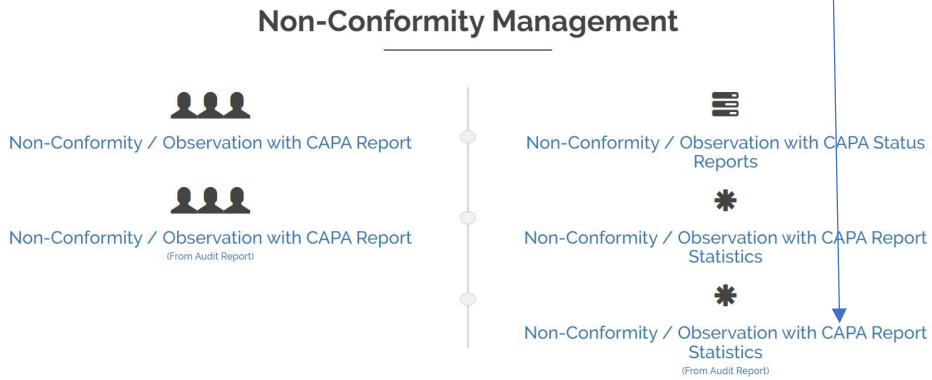 Non-Conformity Management
Non-Conformity / Observation with CAPA Report
Non-Conformity / Observation with CAPA Report
(From Audit Report)
Non-Conformity / Observation with CAPA Status
Reports
Non-Conformity / Observation with CAPA Report
Statistics
Non-Conformity / Observation with CAPA Report
Statistics
(From Audit Report)